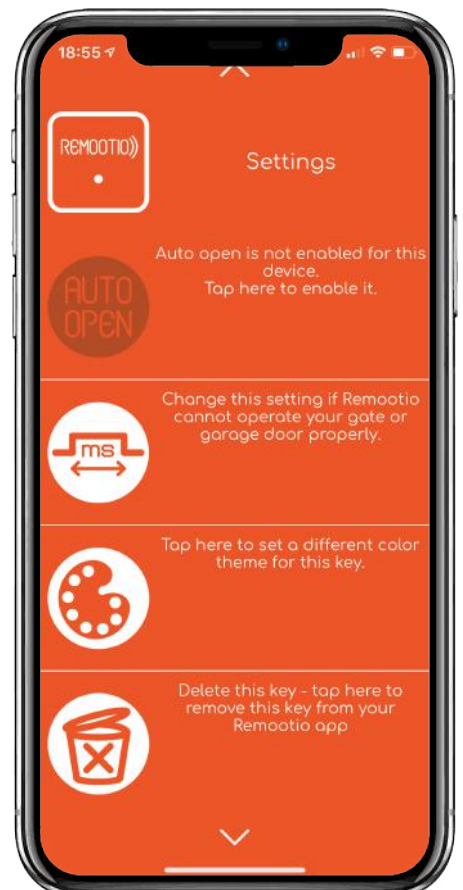 18:55
REMOOTIO
Settings
Auto open is not enabled for this
device.
Tap here to enable it.
AUTO
OPEN
Change this setting if Remootio
cannot operate your gate or
garage door properly.
ms
Tap here to set a different color
theme for this key.
Delete this key - tap here to
remove this key from your
Remootio app